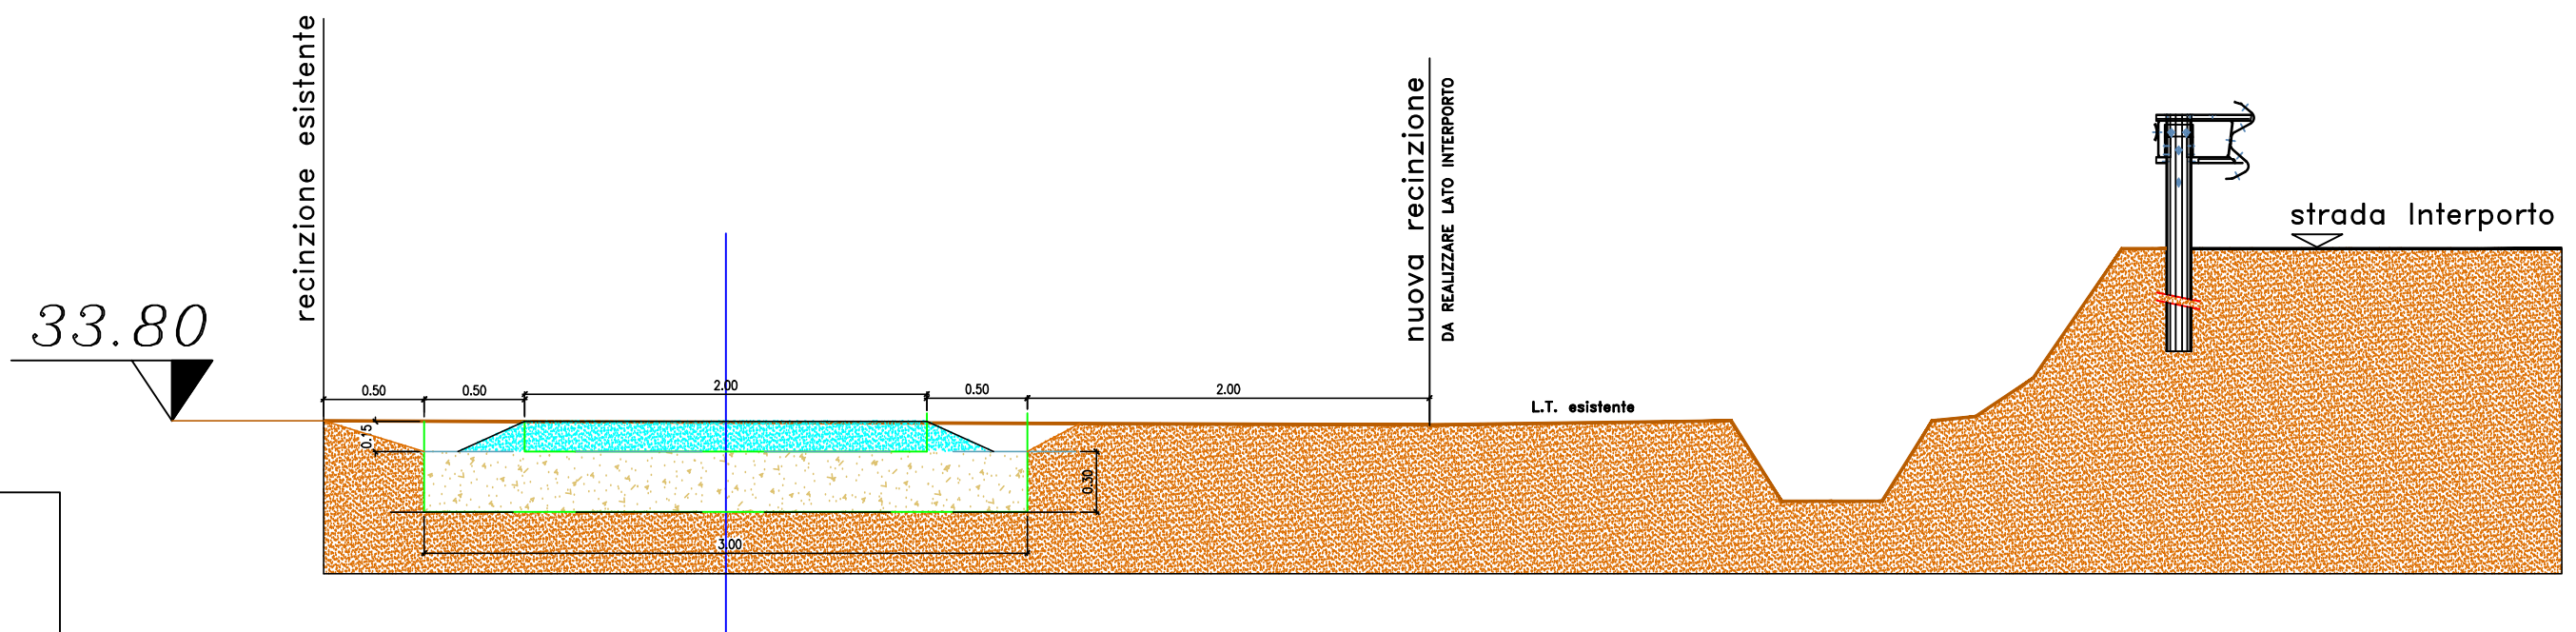 recinzione esistente
nuova recinzione
DA REALIZZARE LATO INTERPORTO
strada Interporto
33.80
0.50
0.50
2.00
0.50
2.00
L.T. esistente
0.15
0.30
3.00